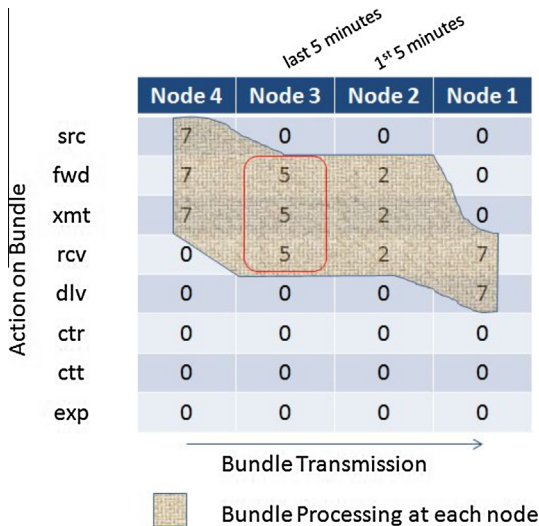 last 5 minutes
1st 5 minutes
Node 4 Node 3 Node 2 Node 1
src 7 0 0 0
fwd 7 5 2 0
xmt 7 5 2 0
rcv 0 5 2 7
dlv 0 0 0 7
ctr 0 0 0 0
ctt 0 0 0 0
exp 0 0 0 0
Action on Bundle
Bundle Transmission
Bundle Processing at each node